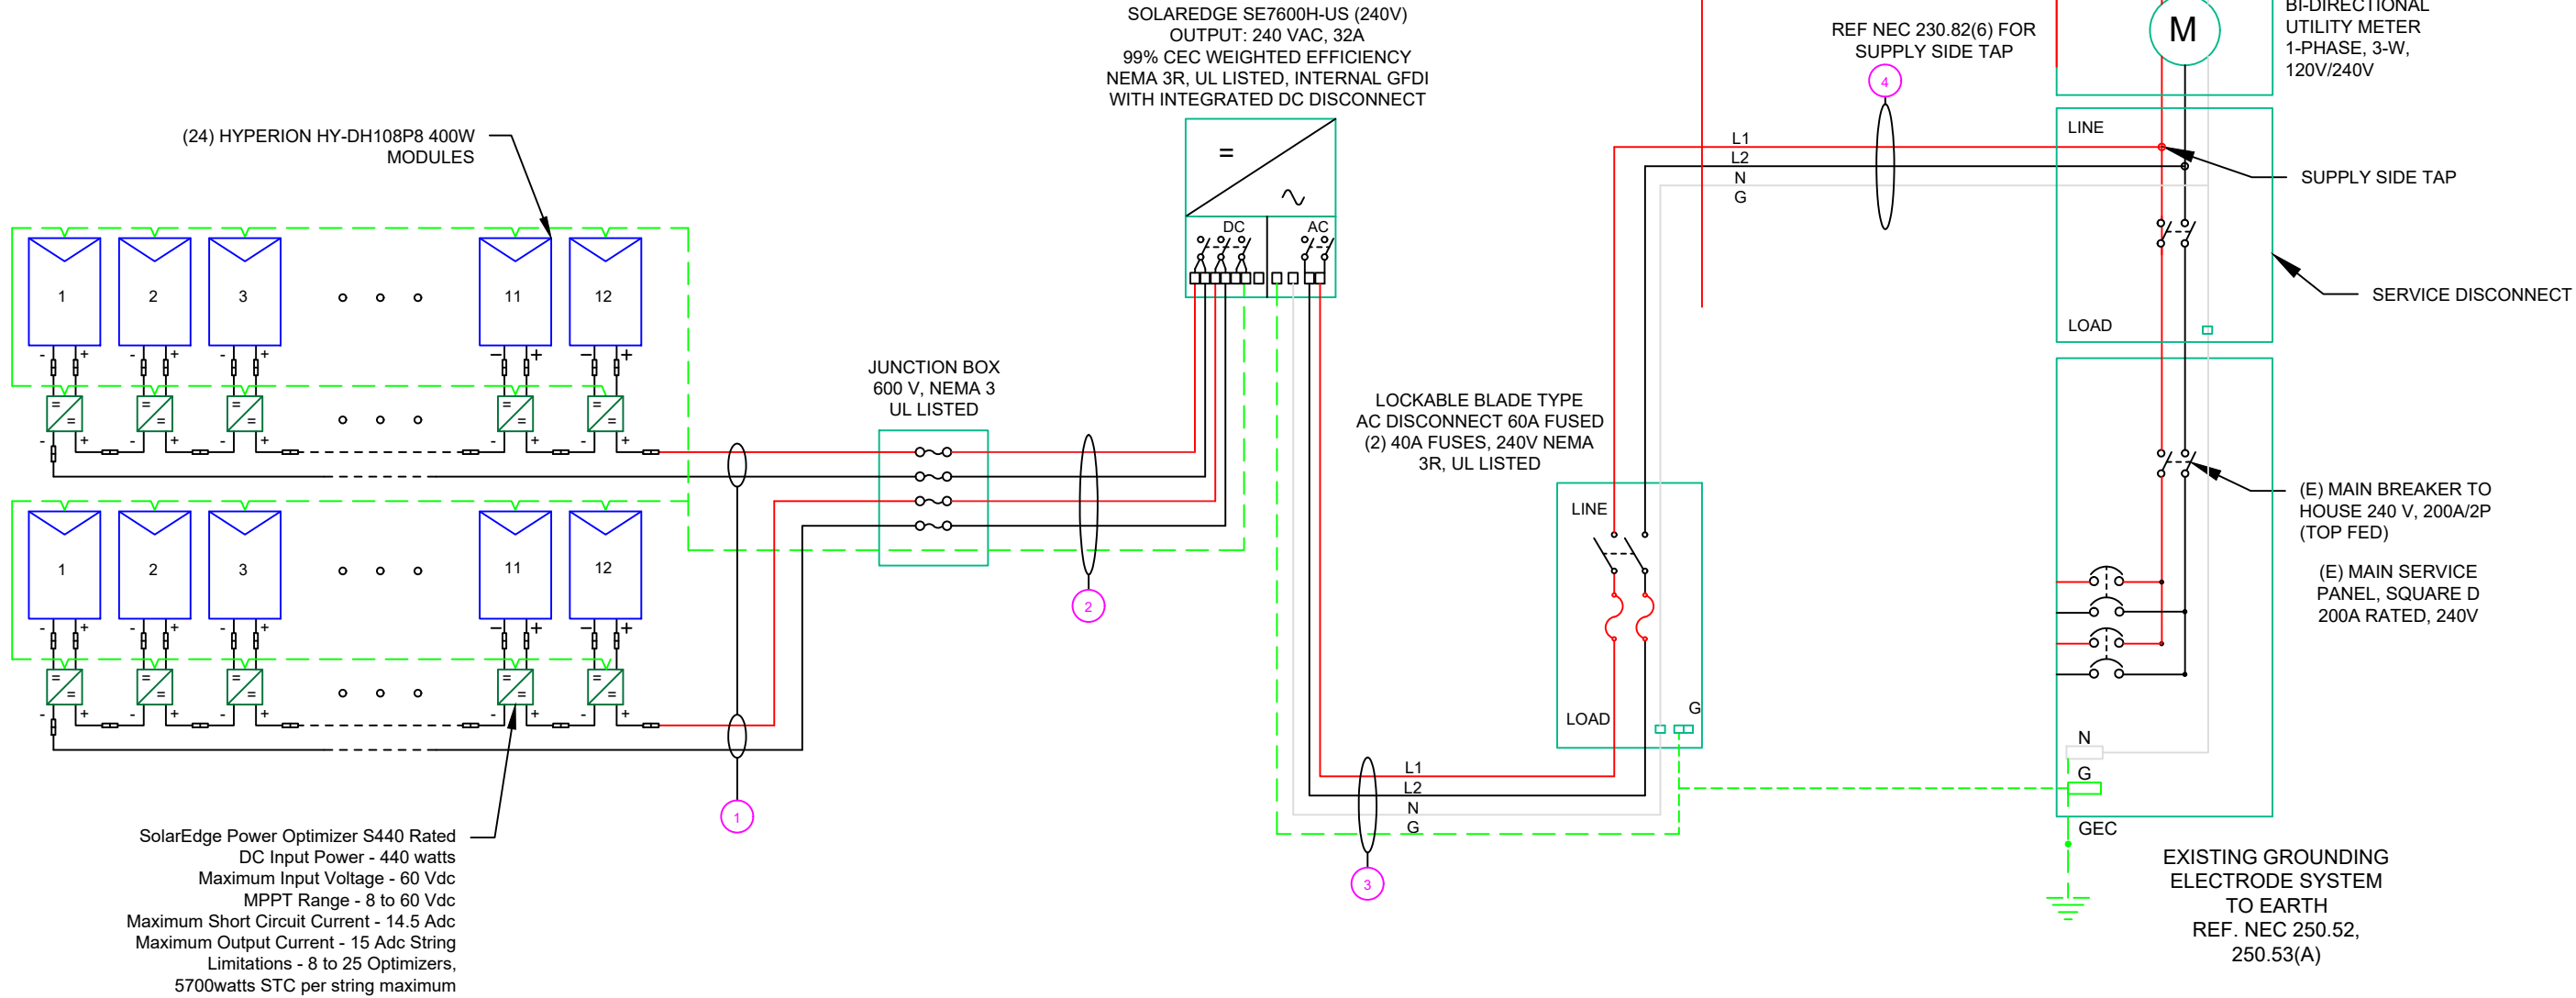 SOLAREDGE SE7600H-US (240V)
OUTPUT: 240 VAC, 32A
99% CEC WEIGHTED EFFICIENCY
NEMA 3R, UL LISTED, INTERNAL GFDI
WITH INTEGRATED DC DISCONNECT
REF NEC 230.82(6) FOR
SUPPLY SIDE TAP
4
M
BI-DIRECTIONAL
UTILITY METER
1-PHASE, 3-W,
120V/240V
(24) HYPERION HY-DH108P8 400W
MODULES
=
DC
AC
L1
L2
N
G
LINE
SUPPLY SIDE TAP
SERVICE DISCONNECT
LOAD
1
2
3
11
12
- +
- +
- +
- +
- +
= =
= =
= =
= =
= =
- +
- +
- +
- +
- +
JUNCTION BOX
600 V, NEMA 3
UL LISTED
2
LOCKABLE BLADE TYPE
AC DISCONNECT 60A FUSED
(2) 40A FUSES, 240V NEMA
3R, UL LISTED
LINE
LOAD
G
(E) MAIN BREAKER TO
HOUSE 240 V, 200A/2P
(TOP FED)
(E) MAIN SERVICE
PANEL, SQUARE D
200A RATED, 240V
1
2
3
11
12
- +
- +
- +
- +
- +
= =
= =
= =
= =
= =
- +
- +
- +
- +
- +
1
L1
L2
N
G
3
N
G
GEC
EXISTING GROUNDING
ELECTRODE SYSTEM
TO EARTH
REF. NEC 250.52,
250.53(A)
SolarEdge Power Optimizer S440 Rated
DC Input Power - 440 watts
Maximum Input Voltage - 60 Vdc
MPPT Range - 8 to 60 Vdc
Maximum Short Circuit Current - 14.5 Adc
Maximum Output Current - 15 Adc String
Limitations - 8 to 25 Optimizers,
5700watts STC per string maximum